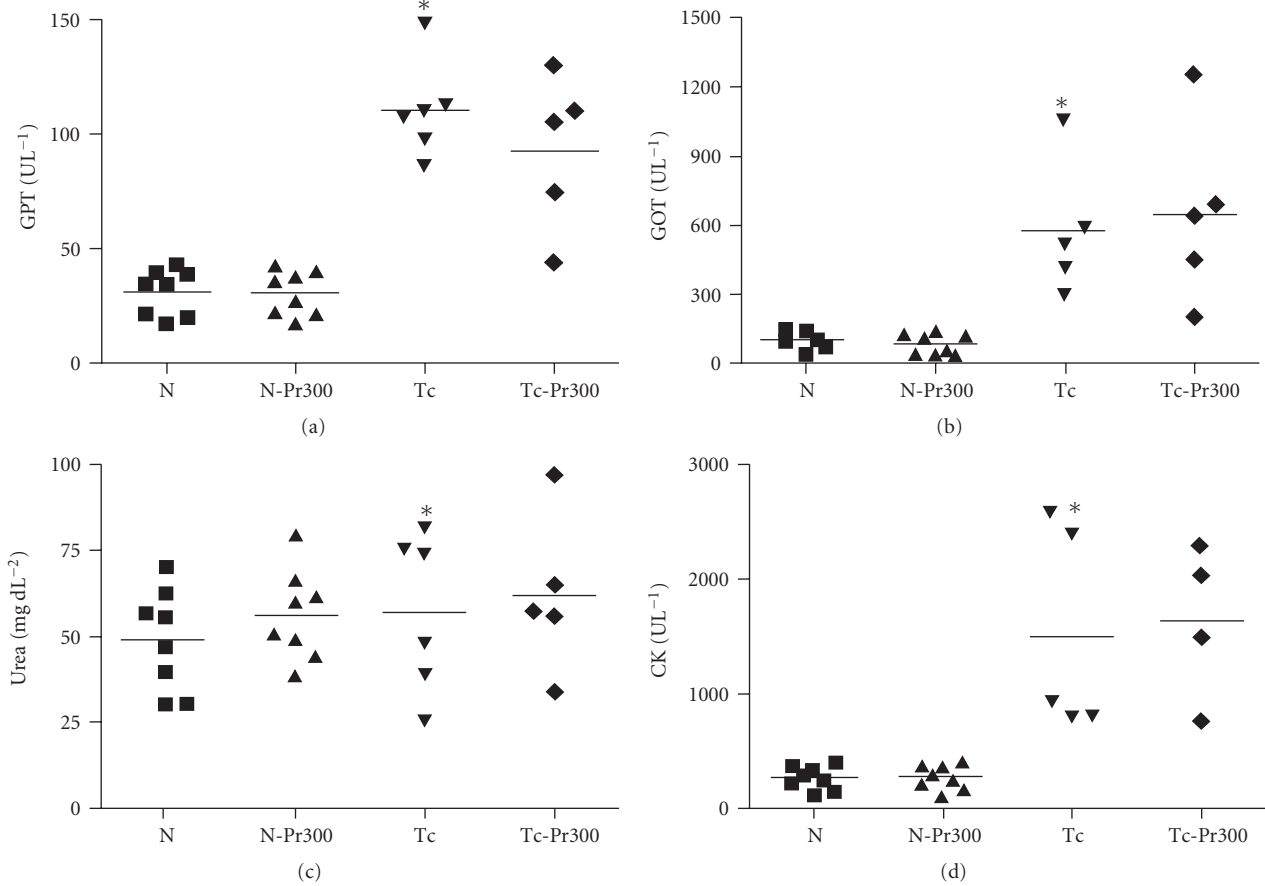 *
150
100
50
0
GPT (UL−1)
N
N-Pr300
Tc
Tc-Pr300
(a)
1500
1200
900
600
300
0
GOT (UL−1)
*
N
N-Pr300
Tc
Tc-Pr300
(b)
100
75
50
25
0
Urea (mg dL−2)
*
N
N-Pr300
Tc
Tc-Pr300
(c)
3000
2000
1000
0
CK (UL−1)
*
N
N-Pr300
Tc
Tc-Pr300
(d)